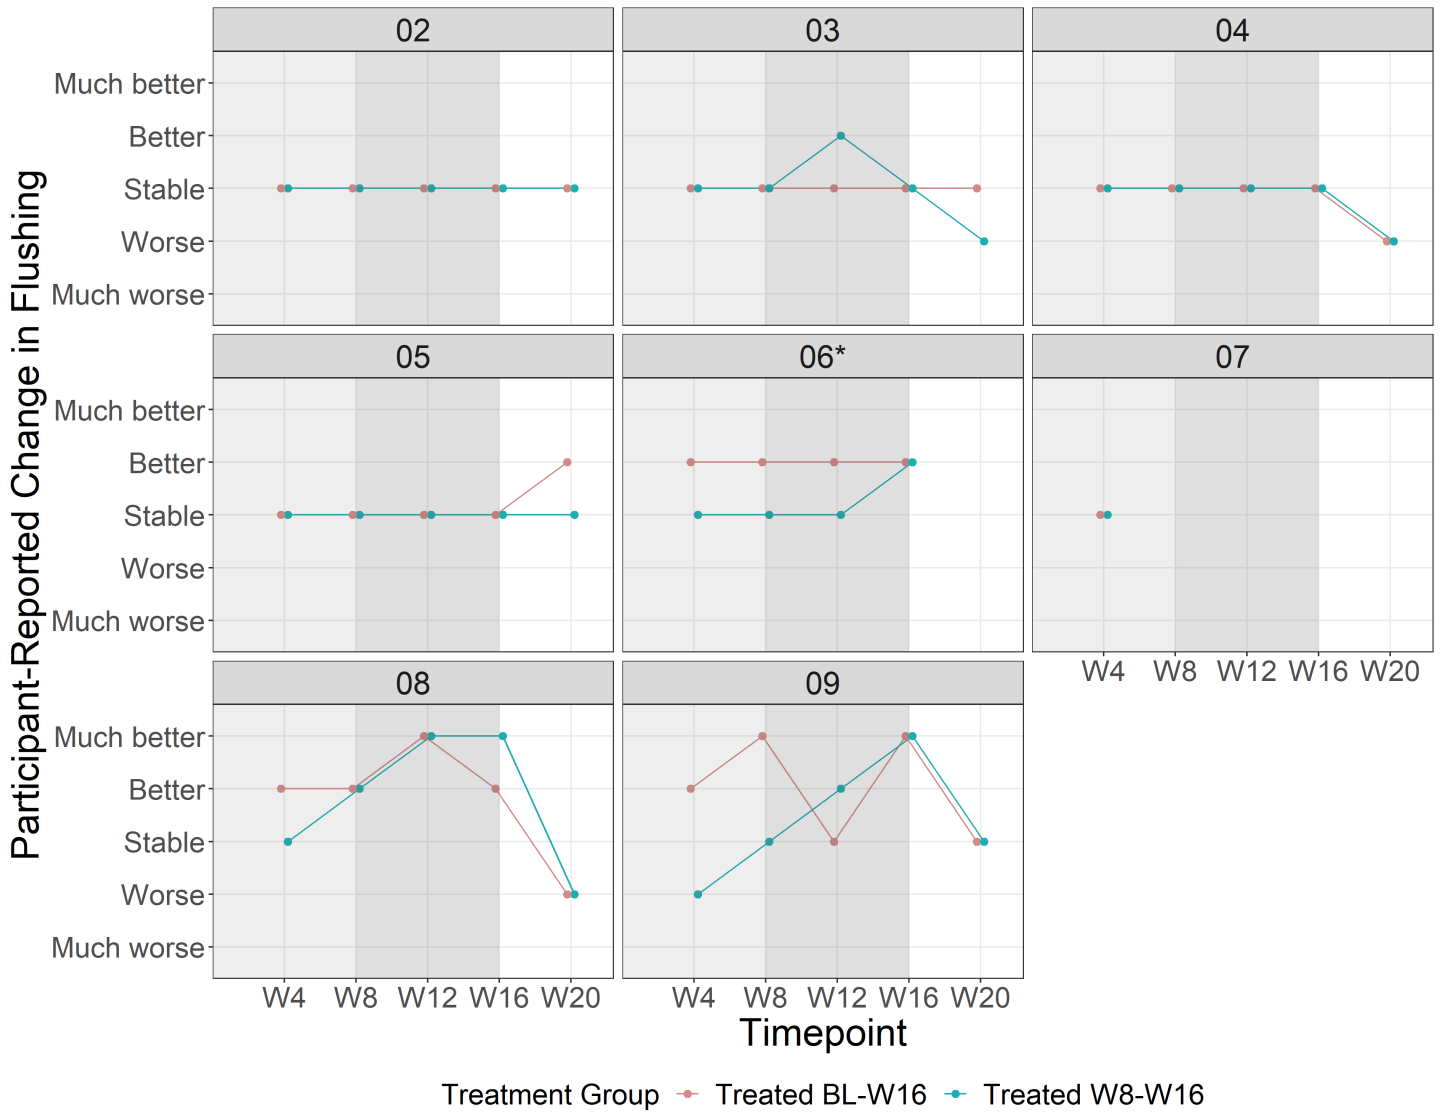 02 03 04
Much better
Better
Stable
Worse
Much worse
05 06* 07
Much better
Better
Stable
Worse
Much worse
W4 W8 W12 W16 W20
08 09
Much better
Better
Stable
Worse
Much worse
W4 W8 W12 W16 W20 W4 W8 W12 W16 W20
Participant-Reported Change in Flushing
Timepoint
Treatment Group Treated BL-W16 Treated W8-W16